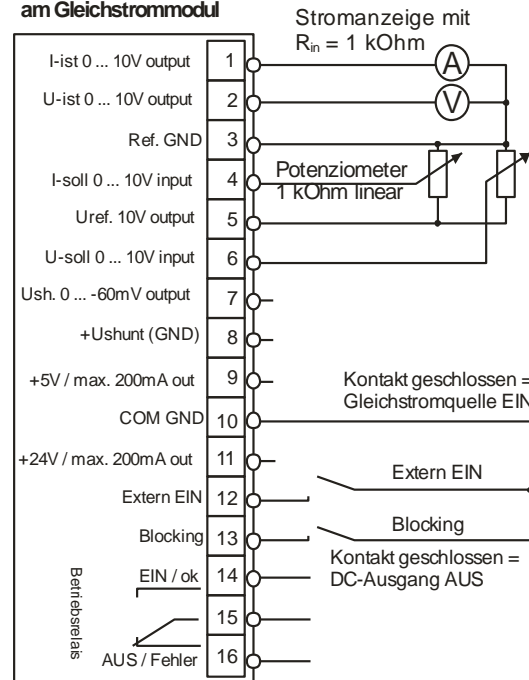 am Gleichstrommodul
Stromanzeige mit
Rin = 1 kOhm
I-ist 0 ... 10V output 1
A
U-ist 0 ... 10V output 2
V
Ref. GND 3
I-soll 0 ... 10V input 4
Potenziometer
1 kOhm linear
Uref. 10V output 5
U-soll 0 ... 10V input 6
Ush. 0 ... -60mV output 7
+Ushunt (GND) 8
+5V / max. 200mA out 9
Kontakt geschlossen =
Gleichstromquelle EIN
COM GND 10
+24V / max. 200mA out 11
Extern EIN 12
Extern EIN
Blocking 13
Blocking
Kontakt geschlossen =
DC-Ausgang AUS
Betriebsrelais
EIN / ok 14
15
AUS / Fehler 16